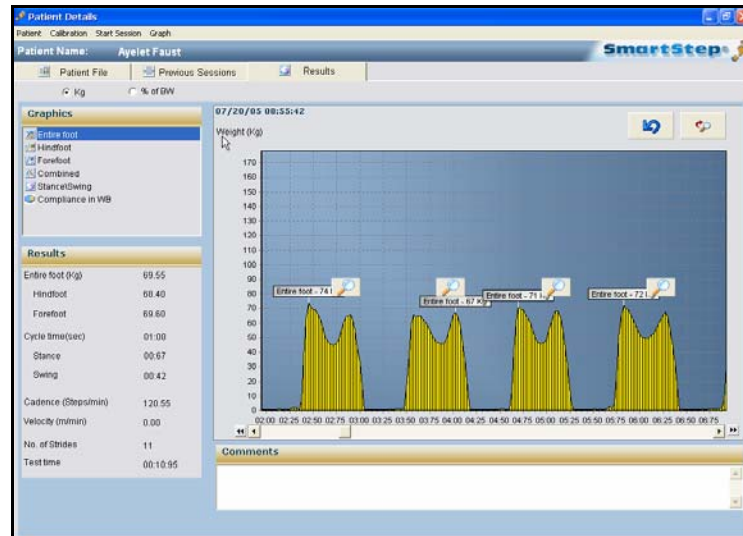 Patient Details
Patient Calibration Start Session Graph
Patient Name: Ayelet Faust SmartStep
Patient File Previous Sessions Results
Kg % of BW
Graphics
Entire foot
Hindfoot
Forefoot
Combined
Stance\Swing
Compliance in WB
Results
Entire foot (Kg) 69.55
Hindfoot 68.40
Forefoot 69.60
Cycle time(sec) 01:00
Stance 00:67
Swing 00:42
Cadence (Steps/min) 120.55
Velocity (m/min) 0.00
No. of Strides 11
Test time 00:10:95
07/20/05 08:55:42
Weight (Kg)
170
160
150
140
130
120
110
100
90
80
70
60
50
40
30
20
10
0
Entire foot - 74
Entire foot - 67 K
Entire foot - 71
Entire foot - 72
02:00 02:25 02:50 02:75 03:00 03:25 03:50 03:75 04:00 04:25 04:50 04:75 05:00 05:25 05:50 05:75 06:00 06:25 06:50 06:75
Comments